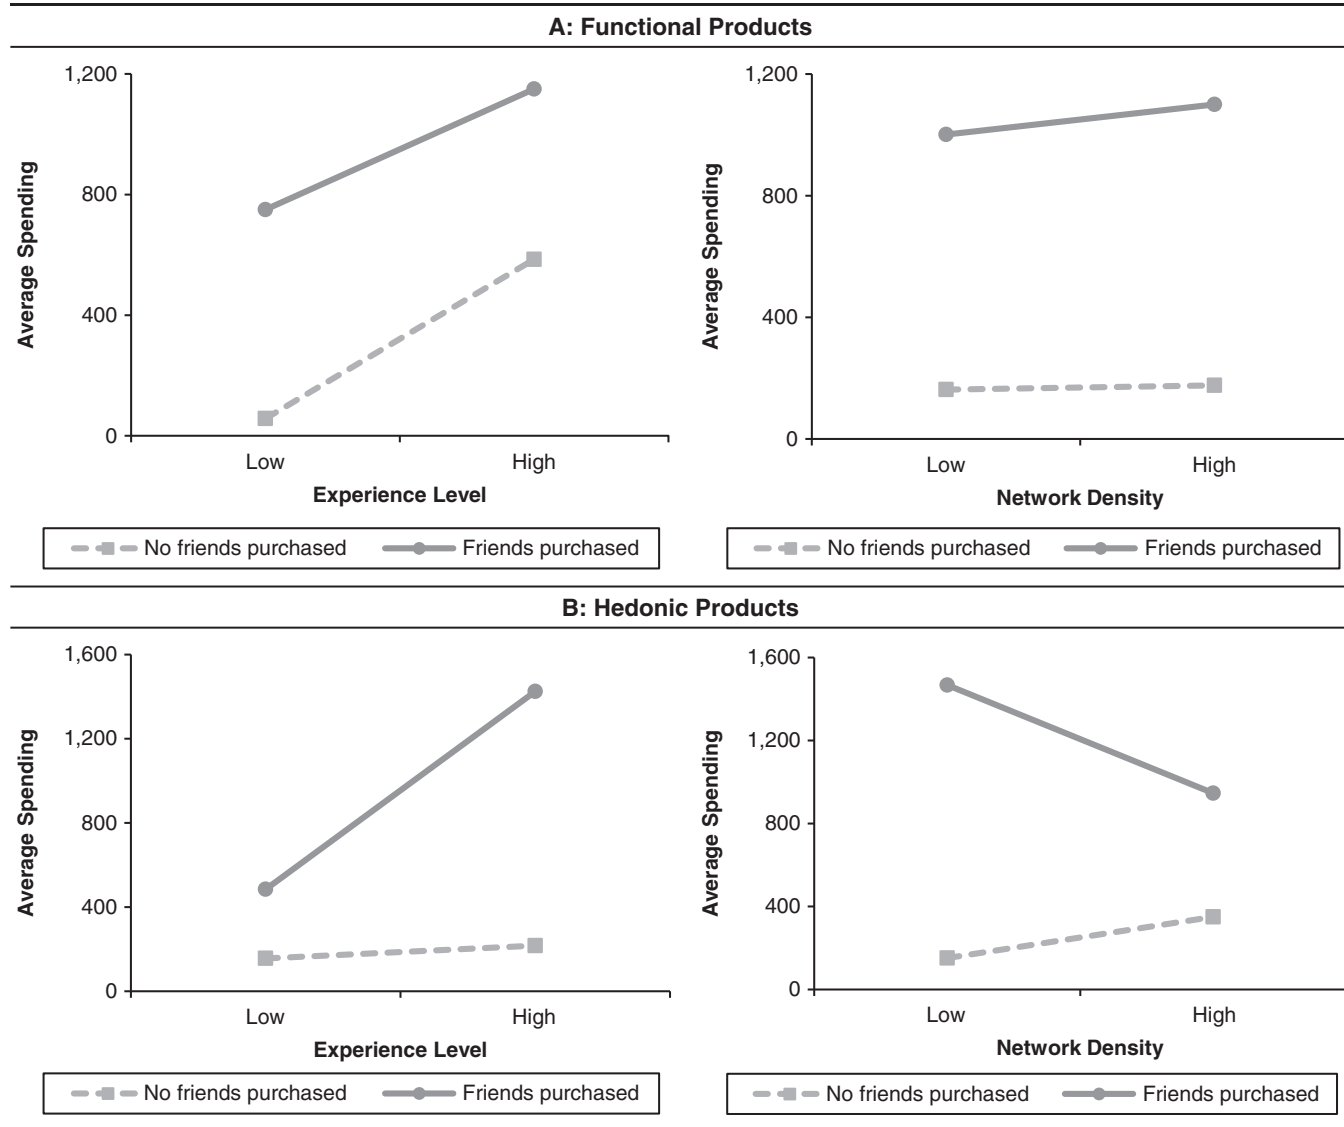 A: Functional Products
1,200
800
400
0
Average Spending
Low High
Experience Level
No friends purchased Friends purchased
1,200
800
400
0
Average Spending
Low High
Network Density
No friends purchased Friends purchased
B: Hedonic Products
1,600
1,200
800
400
0
Average Spending
Low High
Experience Level
No friends purchased Friends purchased
1,600
1,200
800
400
0
Average Spending
Low High
Network Density
No friends purchased Friends purchased